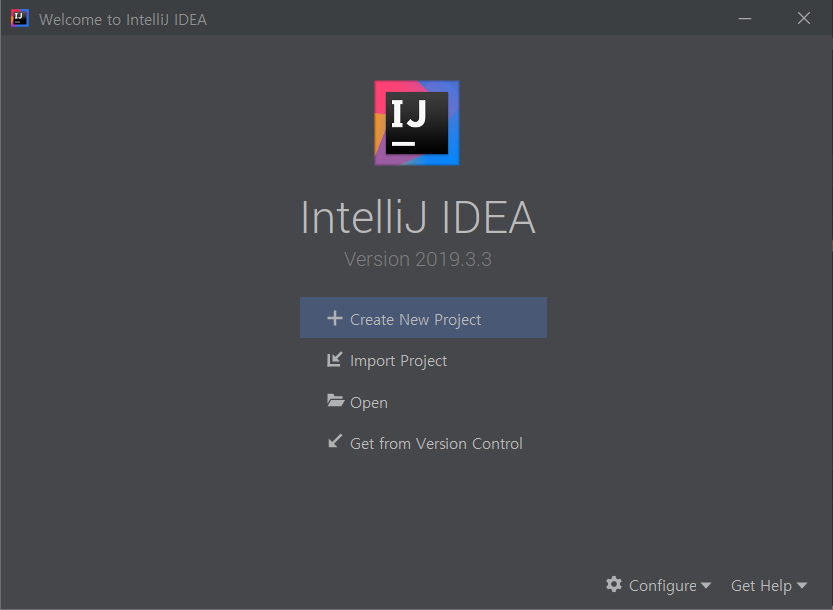 Welcome to IntelliJ IDEA
IJ
IntelliJ IDEA
Version 2019.3.3
Create New Project
Import Project
Open
Get from Version Control
Configure
Get Help